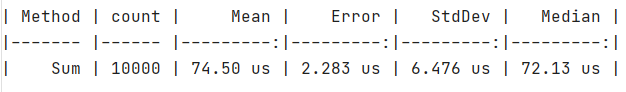 | Method | count |     Mean |    Error |   StdDev |   Median |
|------- |------ |---------:|---------:|---------:|---------:|
|    Sum | 10000 | 74.50 us | 2.283 us | 6.476 us | 72.13 us |